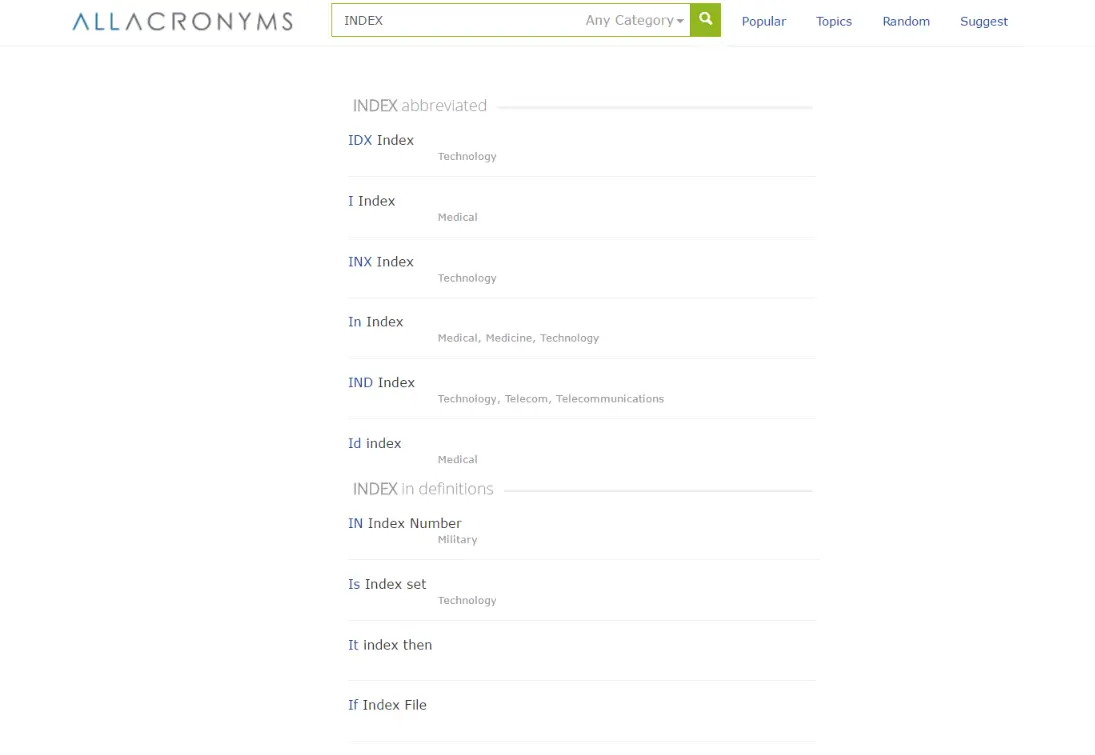 ALLACRONYMS INDEX Any Category Popular Topics Random Suggest
INDEX abbreviated
IDX Index
Technology
I Index
Medical
INX Index
Technology
In Index
Medical, Medicine, Technology
IND Index
Technology, Telecom, Telecommunications
Id index
Medical
INDEX in definitions
IN Index Number
Military
Is Index set
Technology
It index then
If Index File